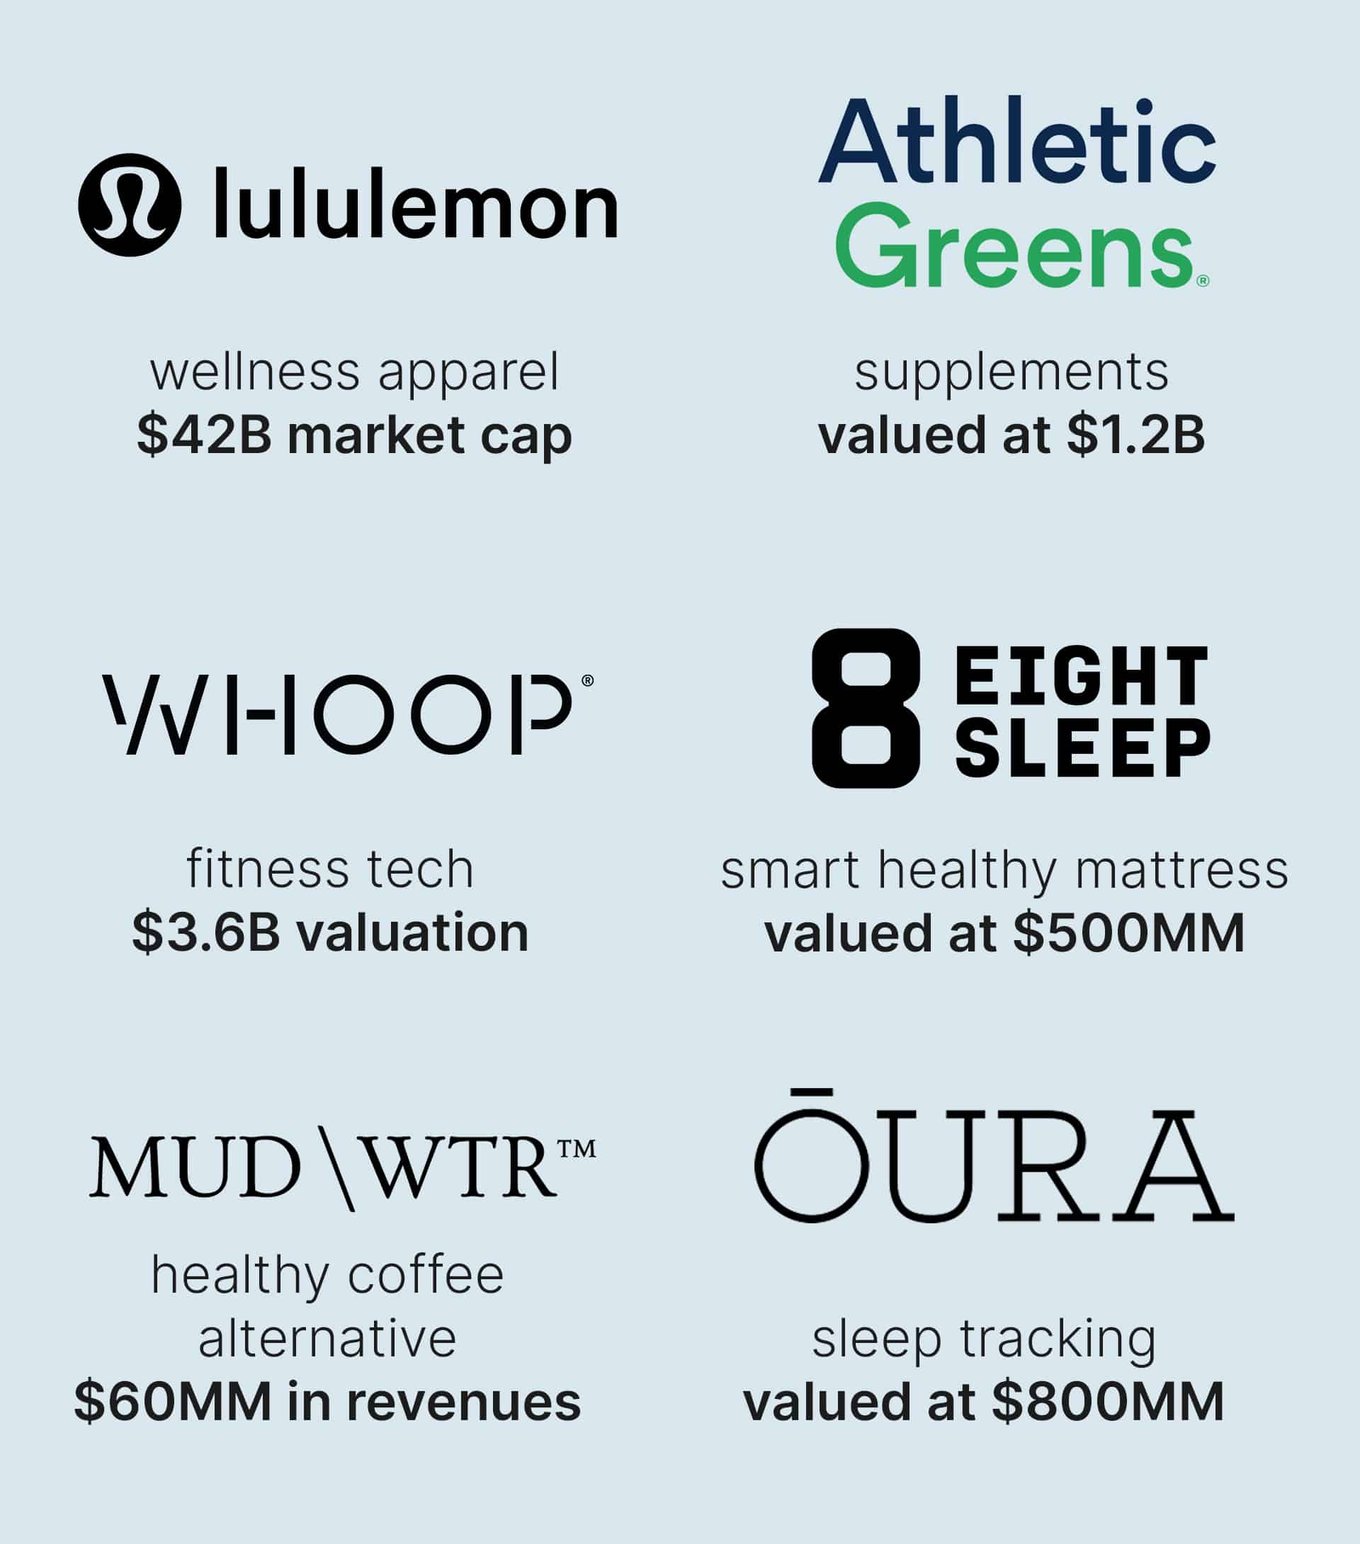 lululemon
wellness apparel
$42B market cap
Athletic
Greens®
supplements
valued at $1.2B
WHOOP®
fitness tech
$3.6B valuation
8 EIGHT
SLEEP
smart healthy mattress
valued at $500MM
MUD\WTR™
healthy coffee
alternative
$60MM in revenues
ŌURA
sleep tracking
valued at $800MM